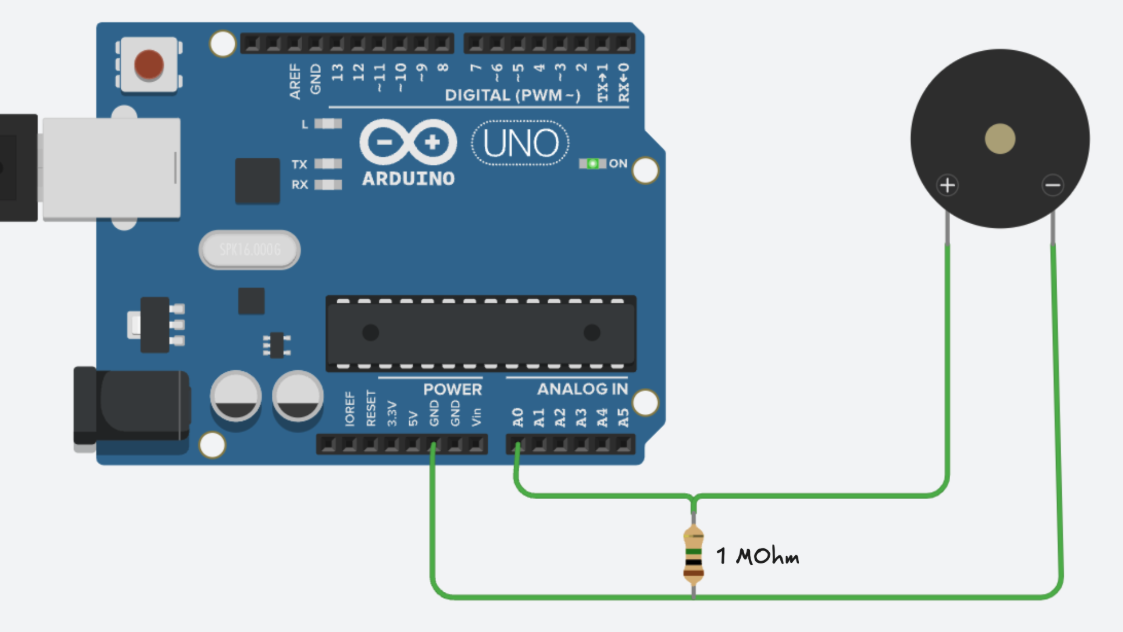 AREF
GND
13
12
~11
~10
~9
8
7
~6
~5
4
~3
2
TX→1
RX←0
DIGITAL (PWM~)
L
TX
RX
ARDUINO
UNO
ON
+
−
SPK16.000G
POWER
ANALOG IN
IOREF
RESET
3.3V
5V
GND
GND
Vin
A0
A1
A2
A3
A4
A5
1 MOhm